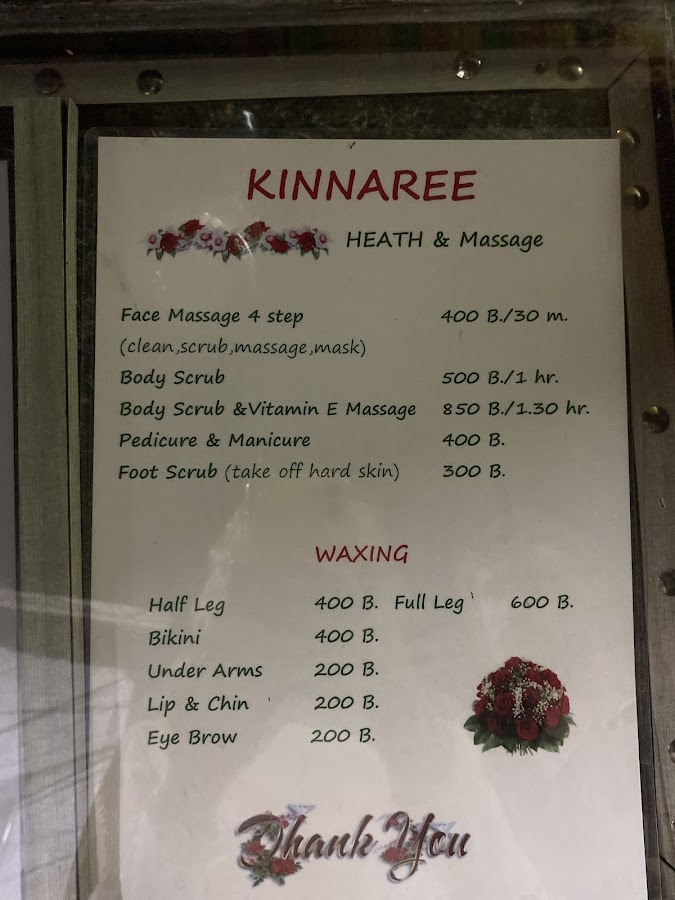 KINNAREE
HEATH & Massage
Face Massage 4 step 400 B./30 m.
(clean,scrub,massage,mask)
Body Scrub 500 B./1 hr.
Body Scrub &Vitamin E Massage 850 B./1.30 hr.
Pedicure & Manicure 400 B.
Foot Scrub (take off hard skin) 300 B.
WAXING
Half Leg 400 B. Full Leg 600 B.
Bikini 400 B.
Under Arms 200 B.
Lip & Chin 200 B.
Eye Brow 200 B.
Thank You